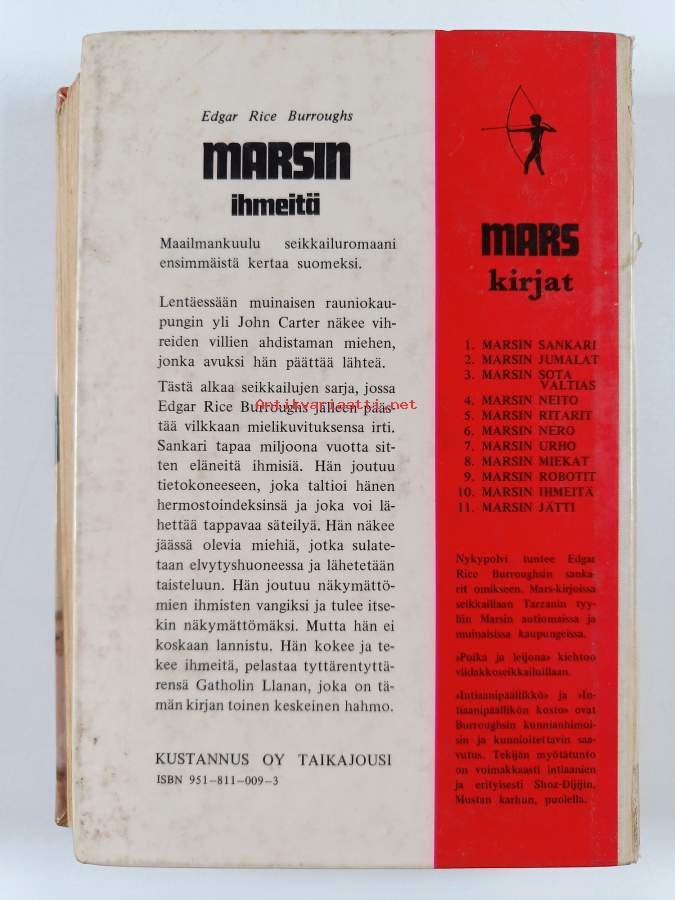 Edgar Rice Burroughs
MARSIN
ihmeitä
Maailmankuulu seikkailuromaani
ensimmäistä kertaa suomeksi.
Lentäessään muinaisen rauniokau-
pungin yli John Carter näkee vih-
reiden villien ahdistaman miehen,
jonka avuksi hän päättää lähteä.
Tästä alkaa seikkailujen sarja, jossa
Edgar Rice Burroughs jälleen pääs-
tää vilkkaan mielikuvituksensa irti.
Sankari tapaa miljoona vuotta sit-
ten eläneitä ihmisiä. Hän joutuu
tietokoneeseen, joka taltioi hänen
hermostoindeksinsä ja joka voi lä-
hettää tappavaa säteilyä. Hän näkee
jäässä olevia miehiä, jotka sulate-
taan elvytyshuoneessa ja lähetetään
taisteluun. Hän joutuu näkymättö-
mien ihmisten vangiksi ja tulee itse-
kin näkymättömäksi. Mutta hän ei
koskaan lannistu. Hän kokee ja te-
kee ihmeitä, pelastaa tyttärentyttä-
rensä Gatholin Llanan, joka on tä-
män kirjan toinen keskeinen hahmo.
KUSTANNUS OY TAIKAJOUSI
ISBN 951-811-009-3
Antikvariaatti.net
MARS
kirjat
1. MARSIN SANKARI
2. MARSIN JUMALAT
3. MARSIN SOTA
VALTIAS
4. MARSIN NEITO
5. MARSIN RITARIT
6. MARSIN NERO
7. MARSIN URHO
8. MARSIN MIEKAT
9. MARSIN ROBOTIT
10. MARSIN IHMEITÄ
11. MARSIN JÄTTI
Nykypolvi tuntee Edgar
Rice Burroughsin sanka-
rit omikseen. Mars-kirjoissa
seikkaillaan Tarzanin tyy-
liin Marsin autiomaissa ja
muinaisissa kaupungeissa.
»Poika ja leijona» kiehtoo
viidakkoseikkailuillaan.
»Intiaanipäällikkö» ja »In-
tiaanipäällikön kosto» ovat
Burroughsin kunnianhimoi-
sin ja kunnioitettavin saa-
vutus. Tekijän myötätunto
on voimakkaasti intiaanien
ja erityisesti Shoz-Dijijin,
Mustan karhun, puolella.